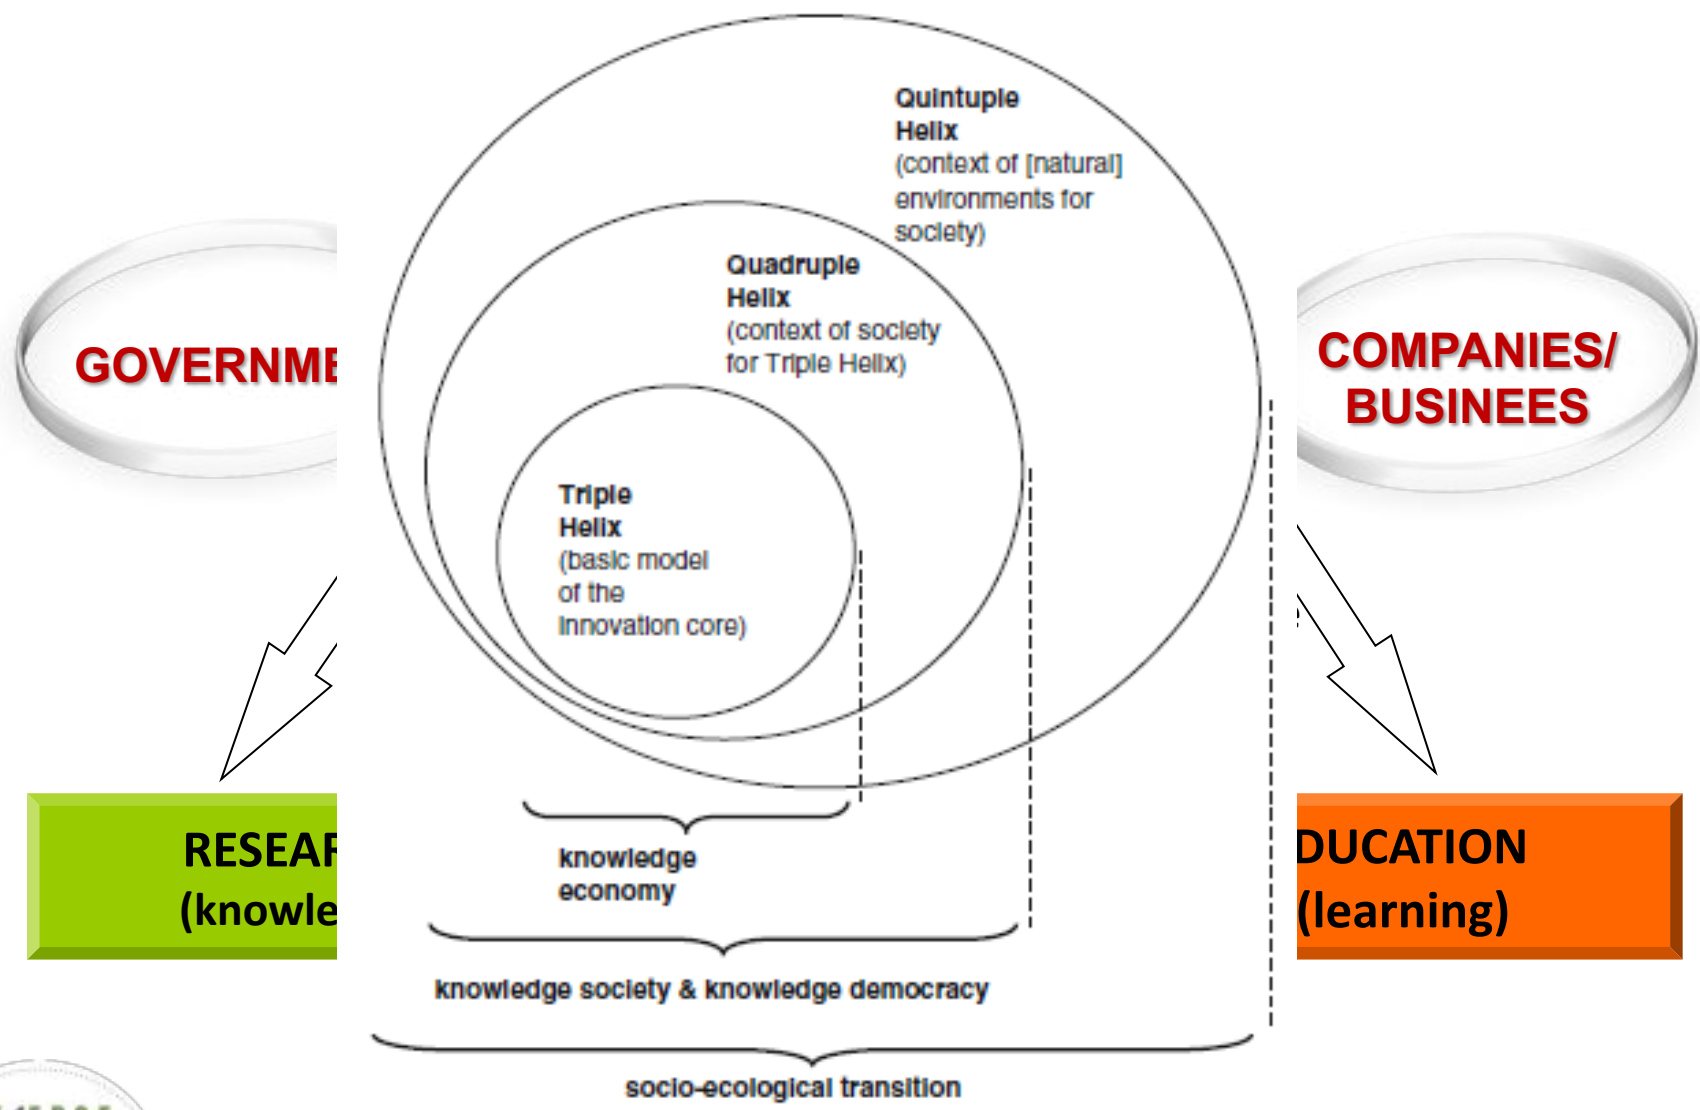 Quintuple
Helix
(context of [natural]
environments for
society)
Quadruple
Helix
(context of society
for Triple Helix)
GOVERNME
COMPANIES/
BUSINEES
Triple
Helix
(basic model
of the
innovation core)
RESEAR
(knowle
DUCATION
(learning)
knowledge
economy
knowledge society & knowledge democracy
socio-ecological transition